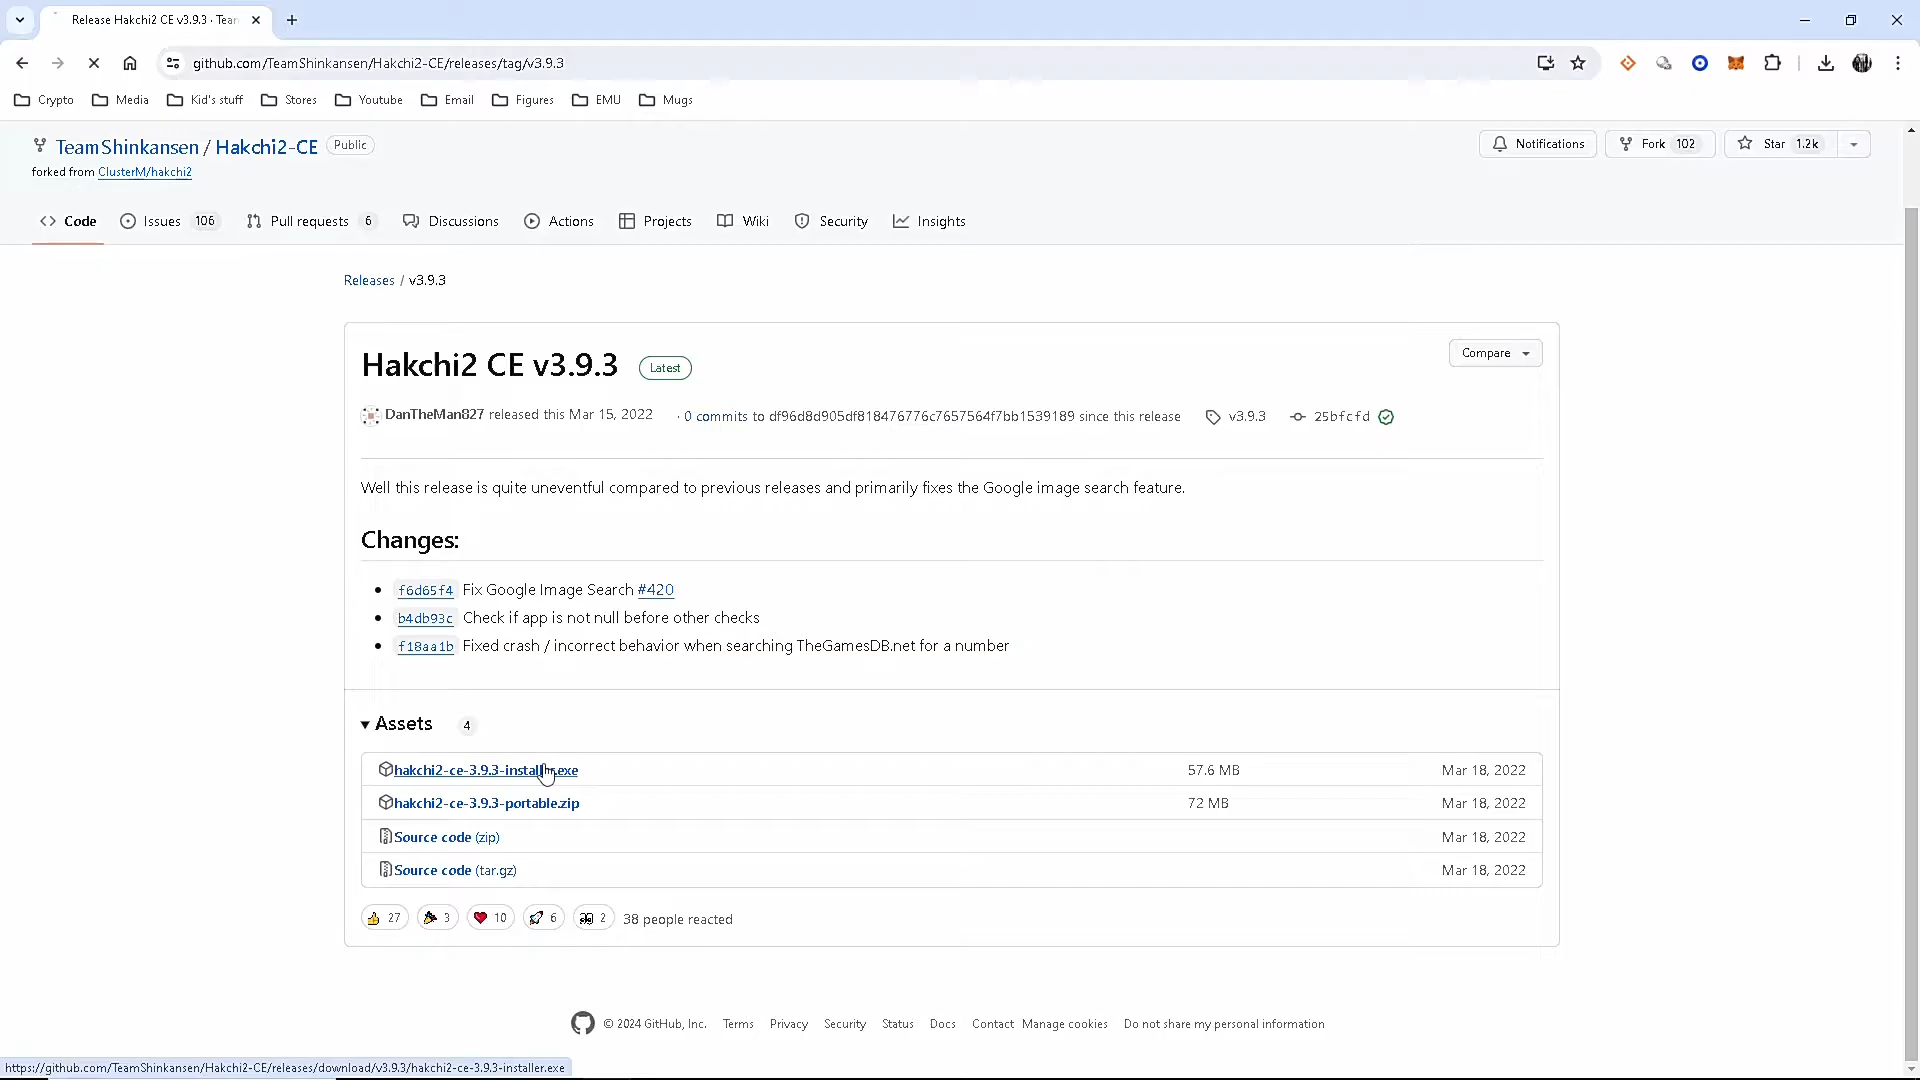 Release Hakchi2 CE v3.9.3 · Team
github.com/TeamShinkansen/Hakchi2-CE/releases/tag/v3.9.3
Crypto Media Kid's stuff Stores Youtube Email Figures EMU Mugs
TeamShinkansen / Hakchi2-CE Public
Notifications Fork 102 Star 1.2k
forked from ClusterM/hakchi2
Code Issues 106 Pull requests 6 Discussions Actions Projects Wiki Security Insights
Releases / v3.9.3
Hakchi2 CE v3.9.3 Latest
Compare
DanTheMan827 released this Mar 15, 2022 · 0 commits to df96d8d905df818476776c7657564f7bb1539189 since this release v3.9.3 25bfcfd
Well this release is quite uneventful compared to previous releases and primarily fixes the Google image search feature.
Changes:
f6d65f4 Fix Google Image Search #420
b4db93c Check if app is not null before other checks
f18aa1b Fixed crash / incorrect behavior when searching TheGamesDB.net for a number
Assets 4
hakchi2-ce-3.9.3-installer.exe 57.6 MB Mar 18, 2022
hakchi2-ce-3.9.3-portable.zip 72 MB Mar 18, 2022
Source code (zip) Mar 18, 2022
Source code (tar.gz) Mar 18, 2022
27 3 10 6 2 38 people reacted
© 2024 GitHub, Inc. Terms Privacy Security Status Docs Contact Manage cookies Do not share my personal information
https://github.com/TeamShinkansen/Hakchi2-CE/releases/download/v3.9.3/hakchi2-ce-3.9.3-installer.exe